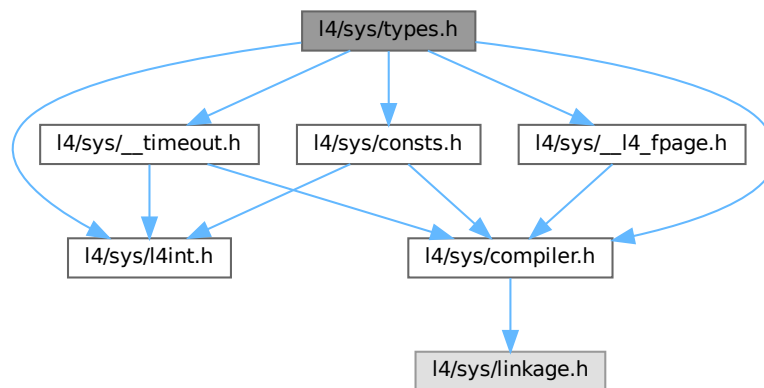 l4/sys/types.h
l4/sys/__timeout.h
l4/sys/consts.h
l4/sys/__l4_fpage.h
l4/sys/l4int.h
l4/sys/compiler.h
l4/sys/linkage.h